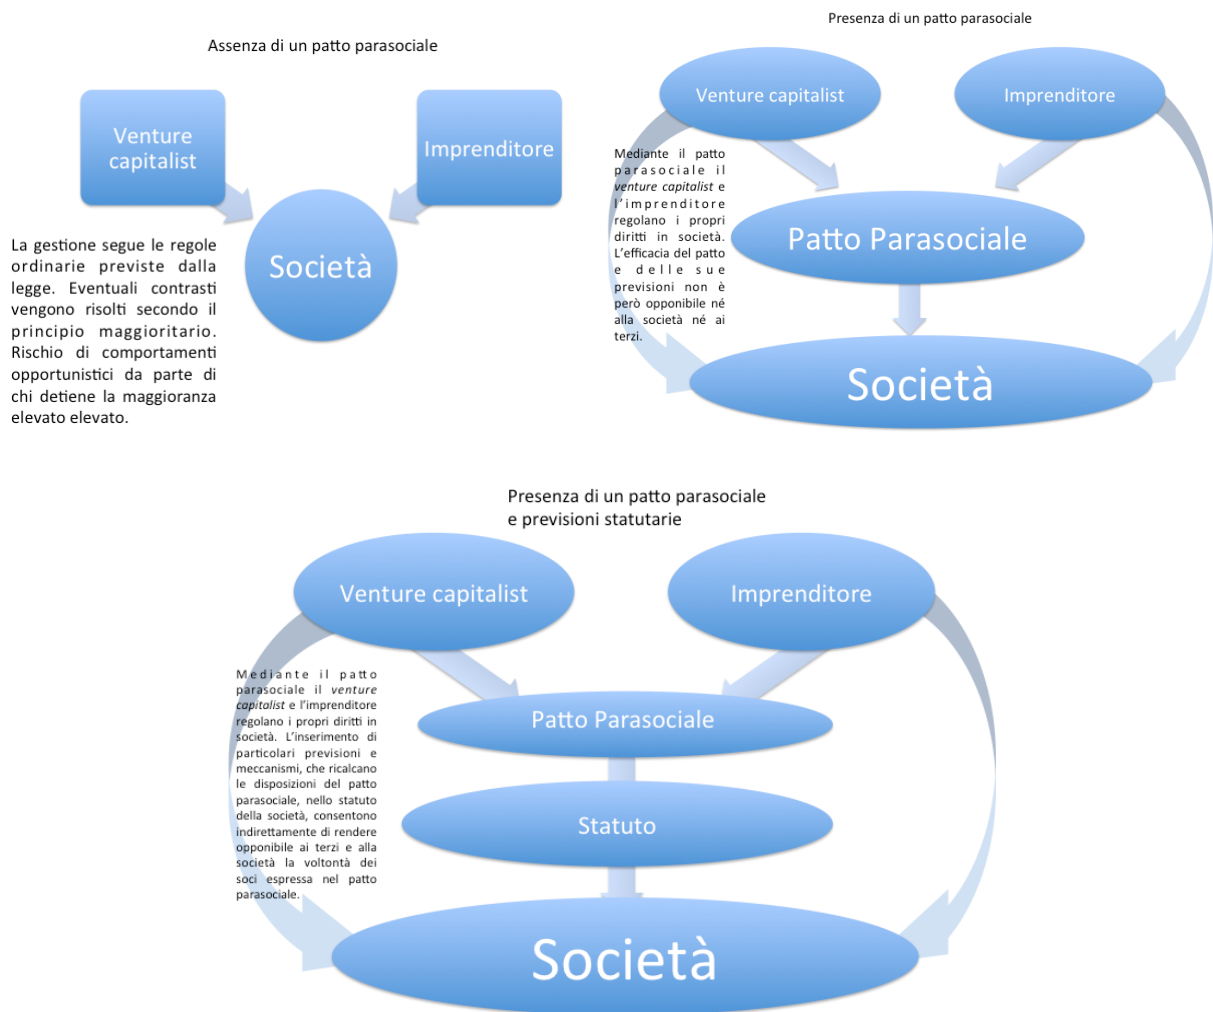 Assenza di un patto parasociale
Venture
capitalist
Imprenditore
Società
La gestione segue le regole
ordinarie previste dalla
legge. Eventuali contrasti
vengono risolti secondo il
principio maggioritario.
Rischio di comportamenti
opportunistici da parte di
chi detiene la maggioranza
elevato elevato.
Presenza di un patto parasociale
Venture capitalist
Imprenditore
Mediante il patto
parasociale il
venture capitalist e
l'imprenditore
regolano i propri
diritti in società.
L'efficacia del patto
e delle sue
previsioni non è
però opponibile né
alla società né ai
terzi.
Patto Parasociale
Società
Presenza di un patto parasociale
e previsioni statutarie
Venture capitalist
Imprenditore
Mediante il patto
parasociale il venture
capitalist e l'imprenditore
regolano i propri diritti in
società. L'inserimento di
particolari previsioni e
meccanismi, che ricalcano
le disposizioni del patto
parasociale, nello statuto
della società, consentono
indirettamente di rendere
opponibile ai terzi e alla
società la voltontà dei
soci espressa nel patto
parasociale.
Patto Parasociale
Statuto
Società